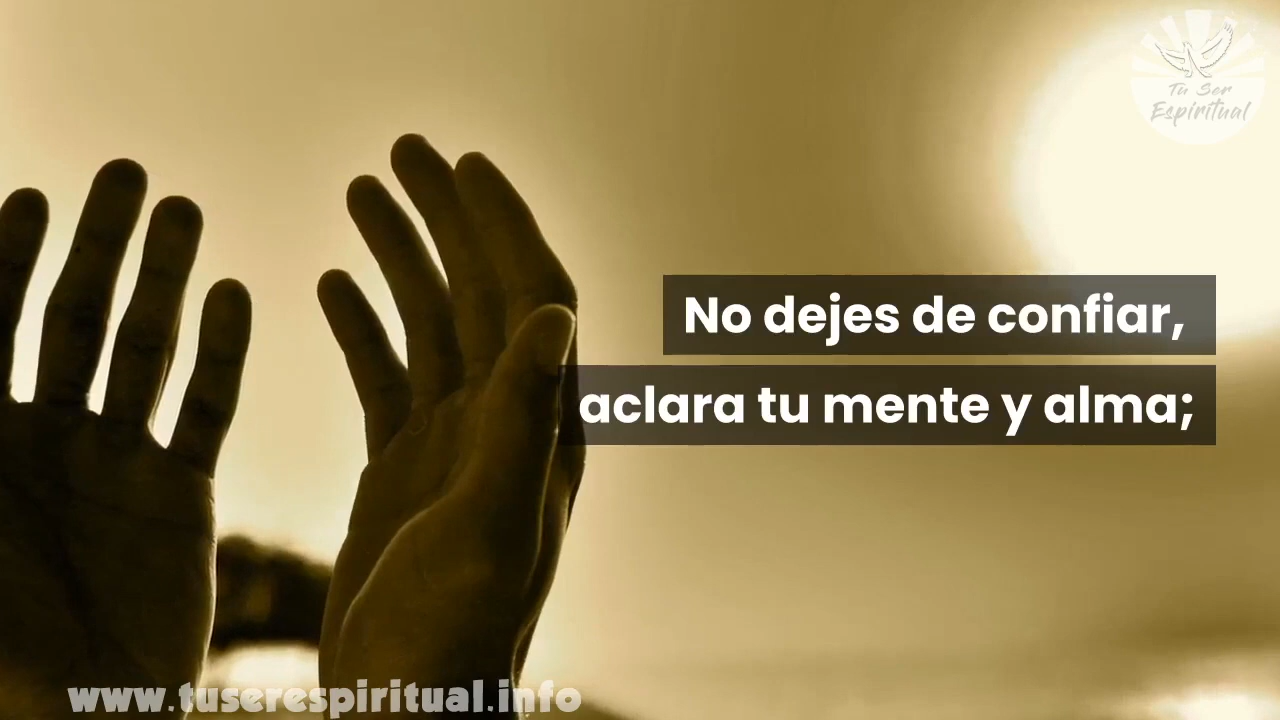 Tu Ser
Espiritual
No dejes de confiar,
aclara tu mente y alma;
www.tuserespiritual.info